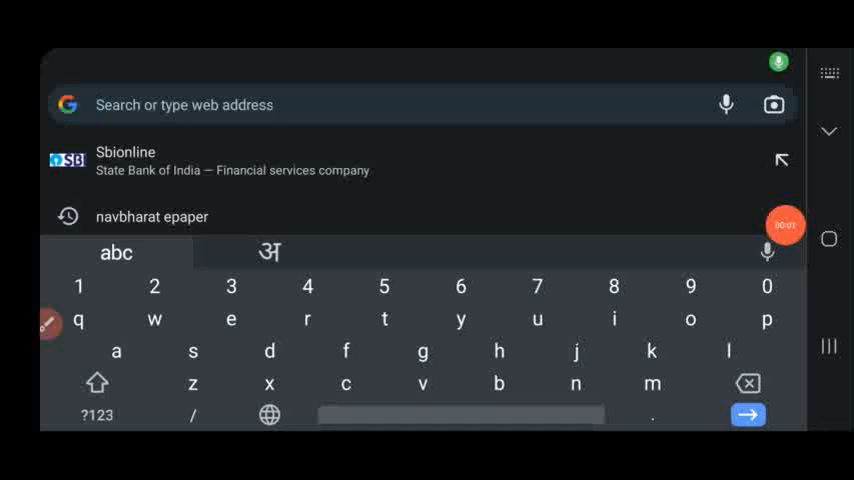 Search or type web address
SBI
Sbionline
State Bank of India — Financial services company
navbharat epaper
00:01
abc अ
1 2 3 4 5 6 7 8 9 0
q w e r t y u i o p
a s d f g h j k l
z x c v b n m
?123 / .